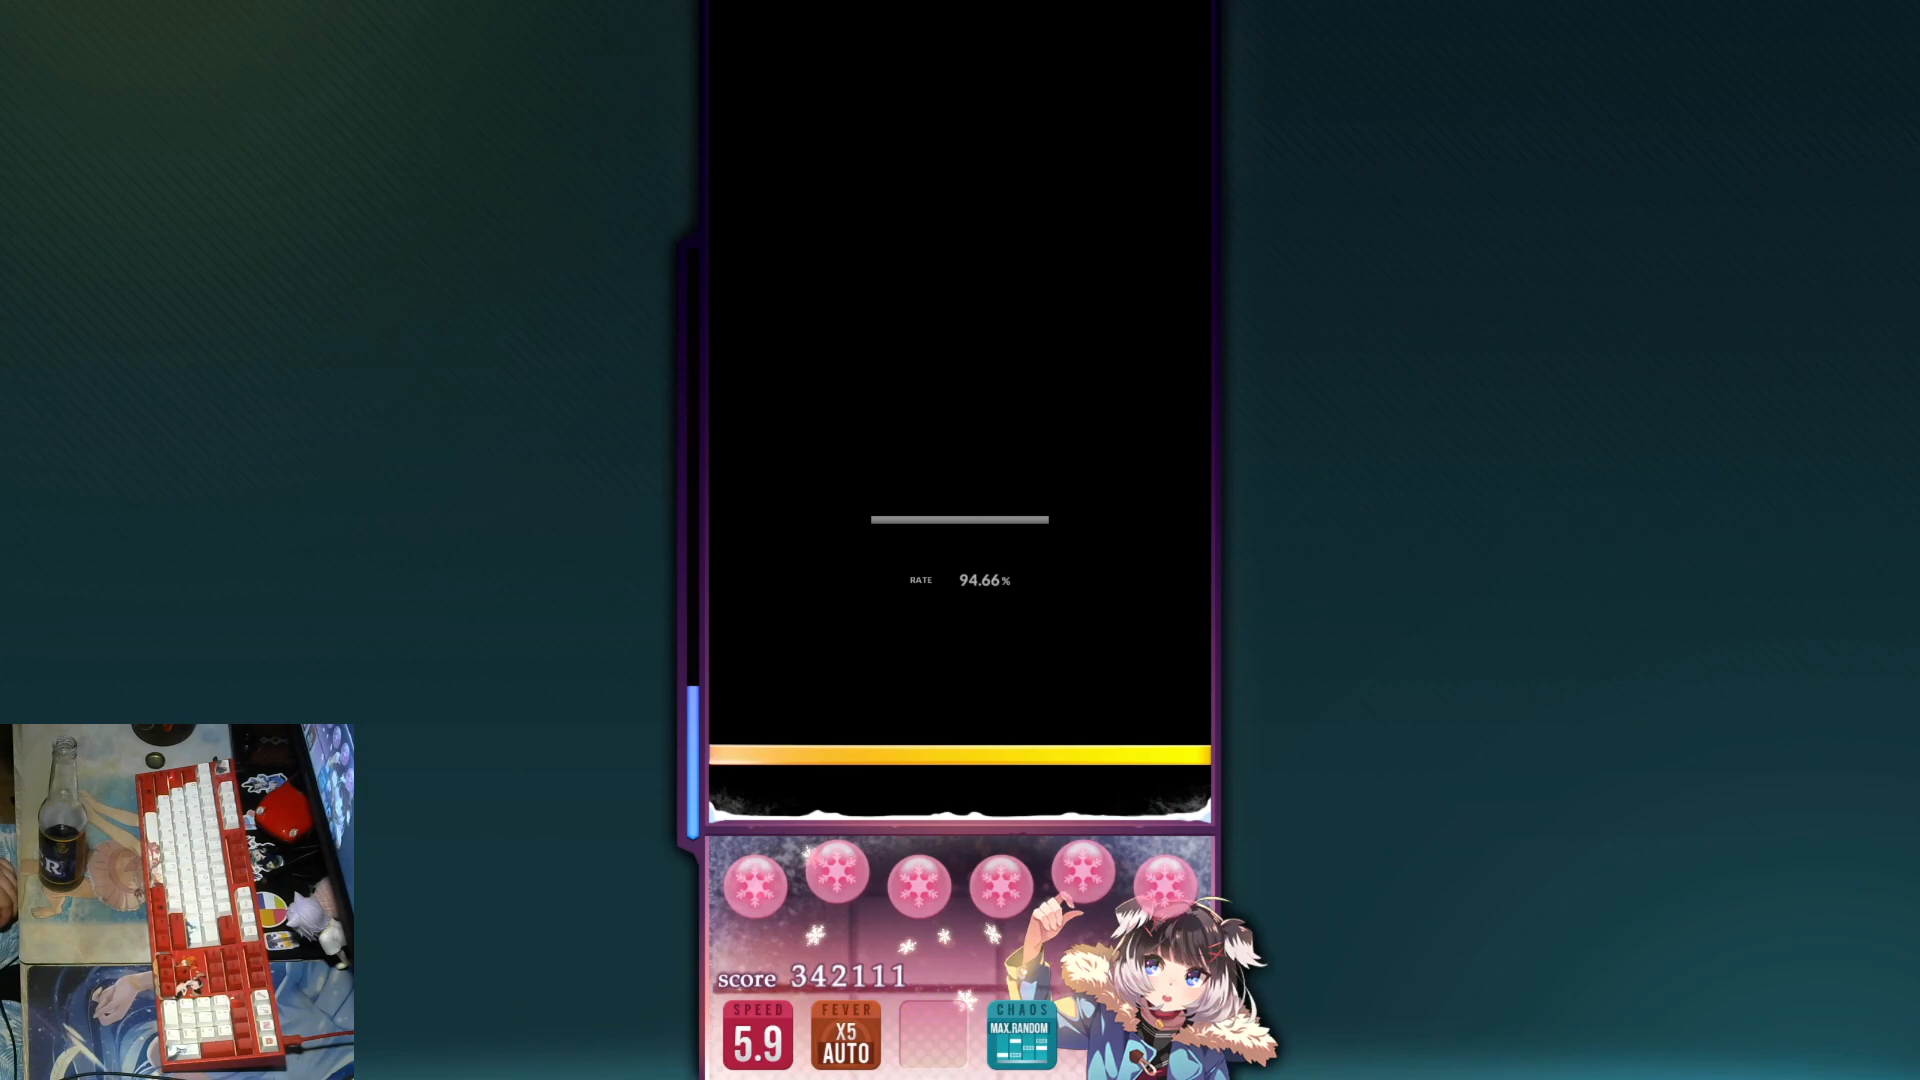 RATE 94.66%
score 342111
SPEED
5.9
FEVER
X5
AUTO
CHAOS
MAX.RANDOM